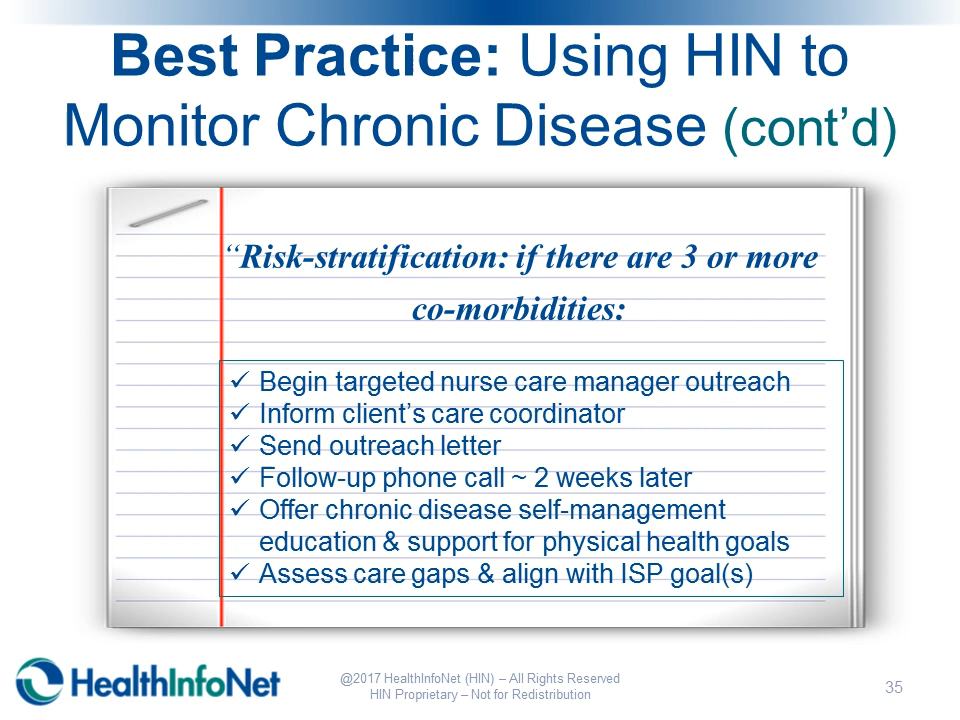 Best Practice: Using HIN to
Monitor Chronic Disease (cont’d)
“Risk-stratification: if there are 3 or more
co-morbidities:
✓ Begin targeted nurse care manager outreach
✓ Inform client’s care coordinator
✓ Send outreach letter
✓ Follow-up phone call ~ 2 weeks later
✓ Offer chronic disease self-management
education & support for physical health goals
✓ Assess care gaps & align with ISP goal(s)
HealthInfoNet
@2017 HealthInfoNet (HIN) – All Rights Reserved
HIN Proprietary – Not for Redistribution
35